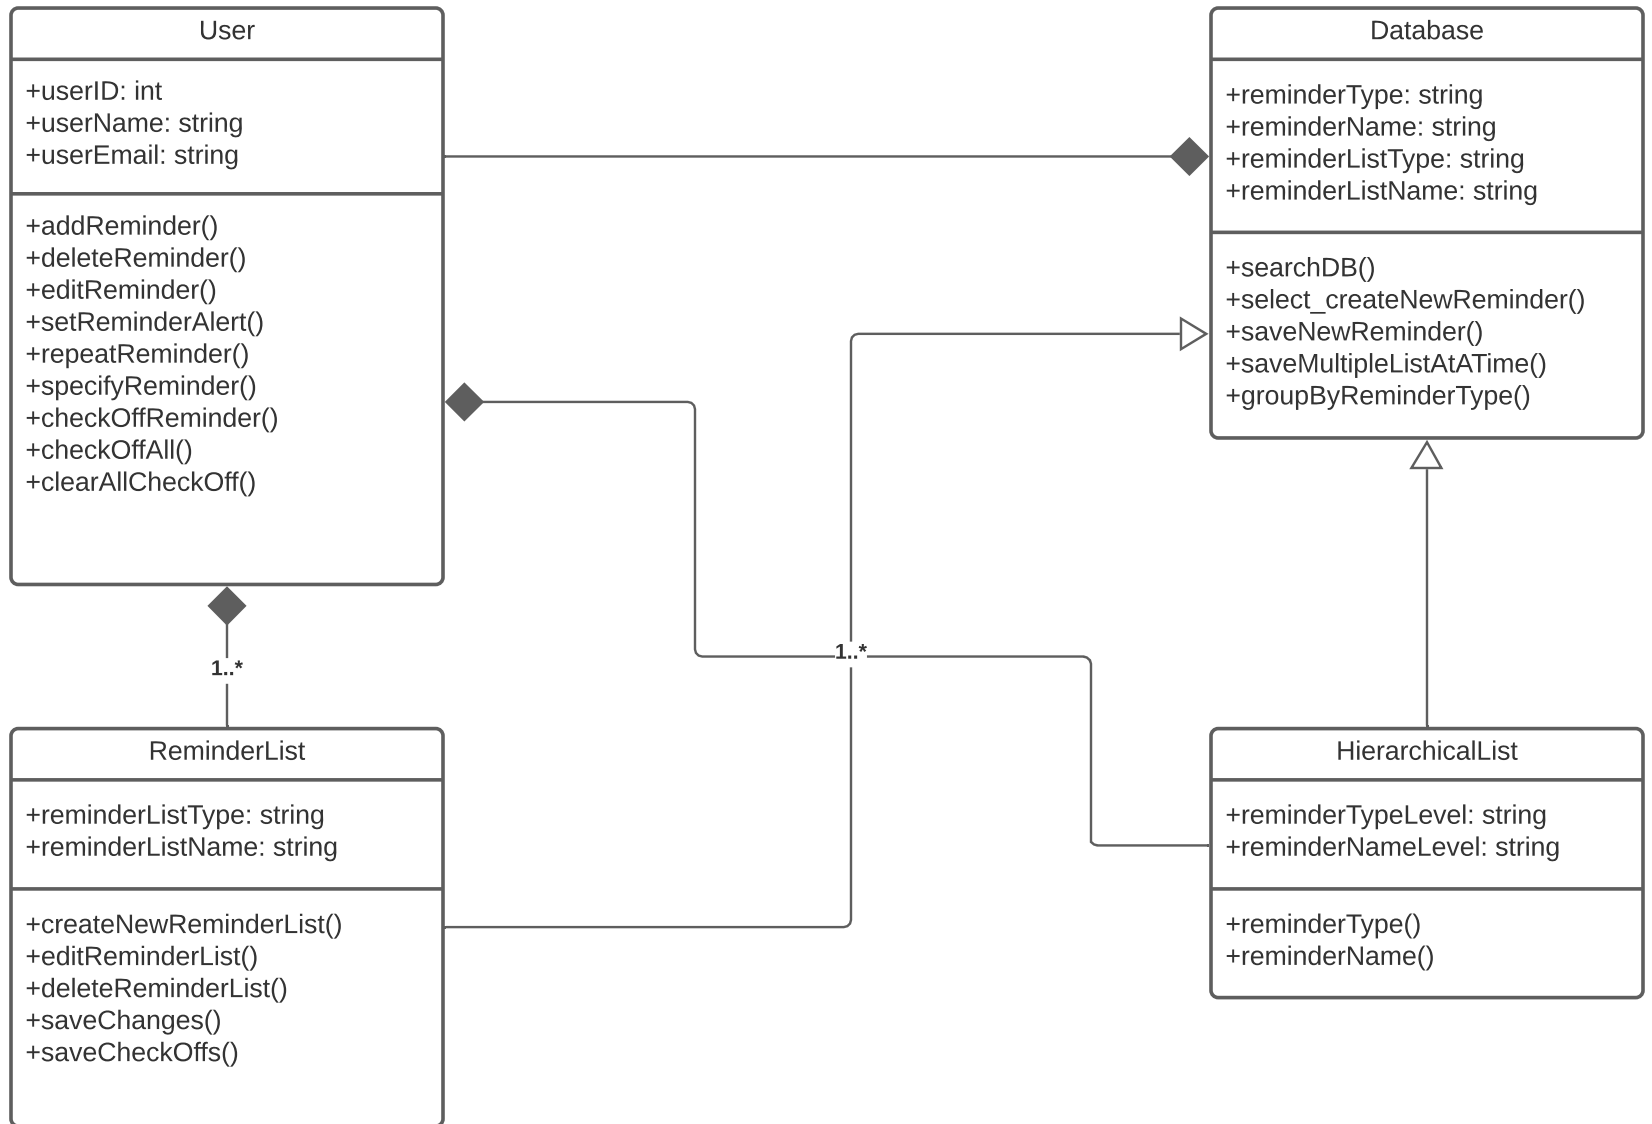 User
+userID: int
+userName: string
+userEmail: string
+addReminder()
+deleteReminder()
+editReminder()
+setReminderAlert()
+repeatReminder()
+specifyReminder()
+checkOffReminder()
+checkOffAll()
+clearAllCheckOff()
Database
+reminderType: string
+reminderName: string
+reminderListType: string
+reminderListName: string
+searchDB()
+select_createNewReminder()
+saveNewReminder()
+saveMultipleListAtATime()
+groupByReminderType()
1..*
1..*
ReminderList
+reminderListType: string
+reminderListName: string
+createNewReminderList()
+editReminderList()
+deleteReminderList()
+saveChanges()
+saveCheckOffs()
HierarchicalList
+reminderTypeLevel: string
+reminderNameLevel: string
+reminderType()
+reminderName()